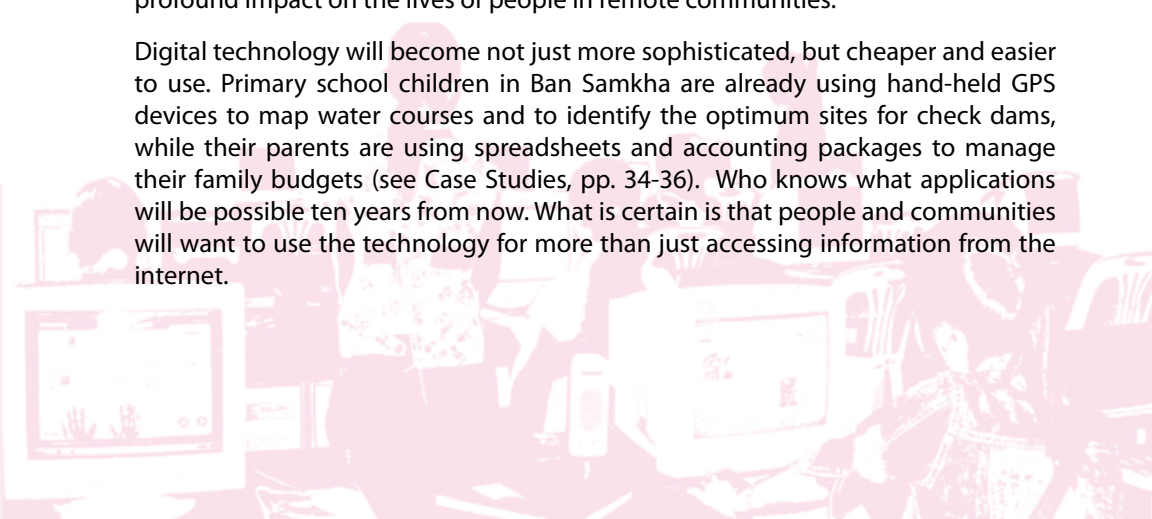 profound impact on the lives of people in remote communities.
Digital technology will become not just more sophisticated, but cheaper and easier
to use. Primary school children in Ban Samkha are already using hand-held GPS
devices to map water courses and to identify the optimum sites for check dams,
while their parents are using spreadsheets and accounting packages to manage
their family budgets (see Case Studies, pp. 34-36). Who knows what applications
will be possible ten years from now. What is certain is that people and communities
will want to use the technology for more than just accessing information from the
internet.